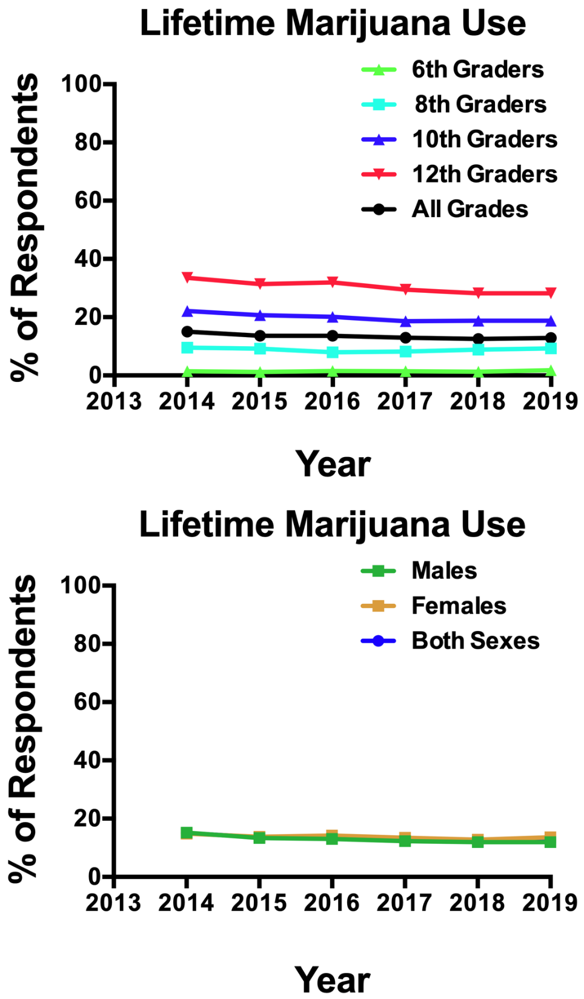 Lifetime Marijuana Use
6th Graders
8th Graders
10th Graders
12th Graders
All Grades
% of Respondents
100
80
60
40
20
0
2013 2014 2015 2016 2017 2018 2019
Year
Lifetime Marijuana Use
Males
Females
Both Sexes
% of Respondents
100
80
60
40
20
0
2013 2014 2015 2016 2017 2018 2019
Year